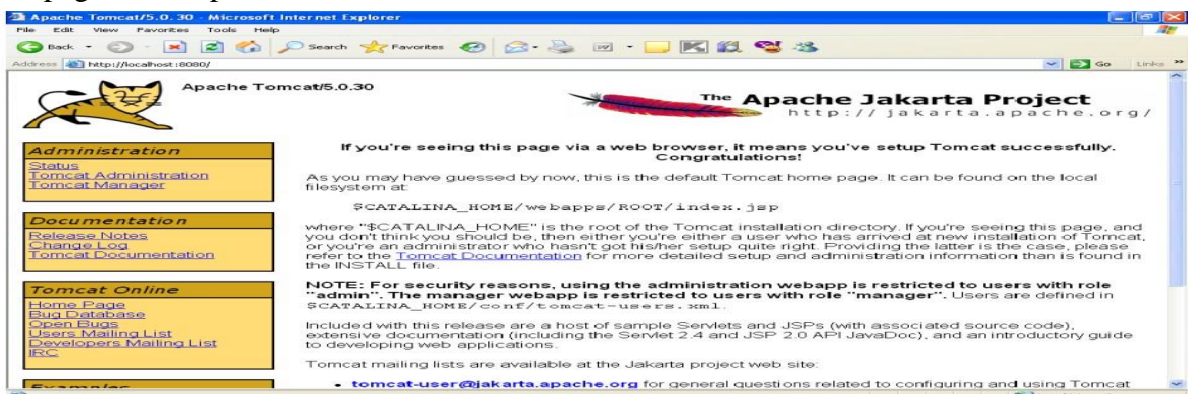 Apache Tomcat/5.0.30 - Microsoft Internet Explorer
File Edit View Favorites Tools Help
Back Search Favorites
Address http://localhost:8080/ Go Links
Apache Tomcat/5.0.30
The Apache Jakarta Project
http://jakarta.apache.org/
Administration
Status
Tomcat Administration
Tomcat Manager
Documentation
Release Notes
Change Log
Tomcat Documentation
Tomcat Online
Home Page
Bug Database
Open Bugs
Users Mailing List
Developers Mailing List
IRC
Examples
If you're seeing this page via a web browser, it means you've setup Tomcat successfully.
Congratulations!
As you may have guessed by now, this is the default Tomcat home page. It can be found on the local
filesystem at:
$CATALINA_HOME/webapps/ROOT/index.jsp
where "$CATALINA_HOME" is the root of the Tomcat installation directory. If you're seeing this page, and
you don't think you should be, then either you're either a user who has arrived at new installation of Tomcat,
or you're an administrator who hasn't got his/her setup quite right. Providing the latter is the case, please
refer to the Tomcat Documentation for more detailed setup and administration information than is found in
the INSTALL file.
NOTE: For security reasons, using the administration webapp is restricted to users with role
"admin". The manager webapp is restricted to users with role "manager". Users are defined in
$CATALINA_HOME/conf/tomcat-users.xml.
Included with this release are a host of sample Servlets and JSPs (with associated source code),
extensive documentation (including the Servlet 2.4 and JSP 2.0 API JavaDoc), and an introductory guide
to developing web applications.
Tomcat mailing lists are available at the Jakarta project web site:
• tomcat-user@jakarta.apache.org for general questions related to configuring and using Tomcat